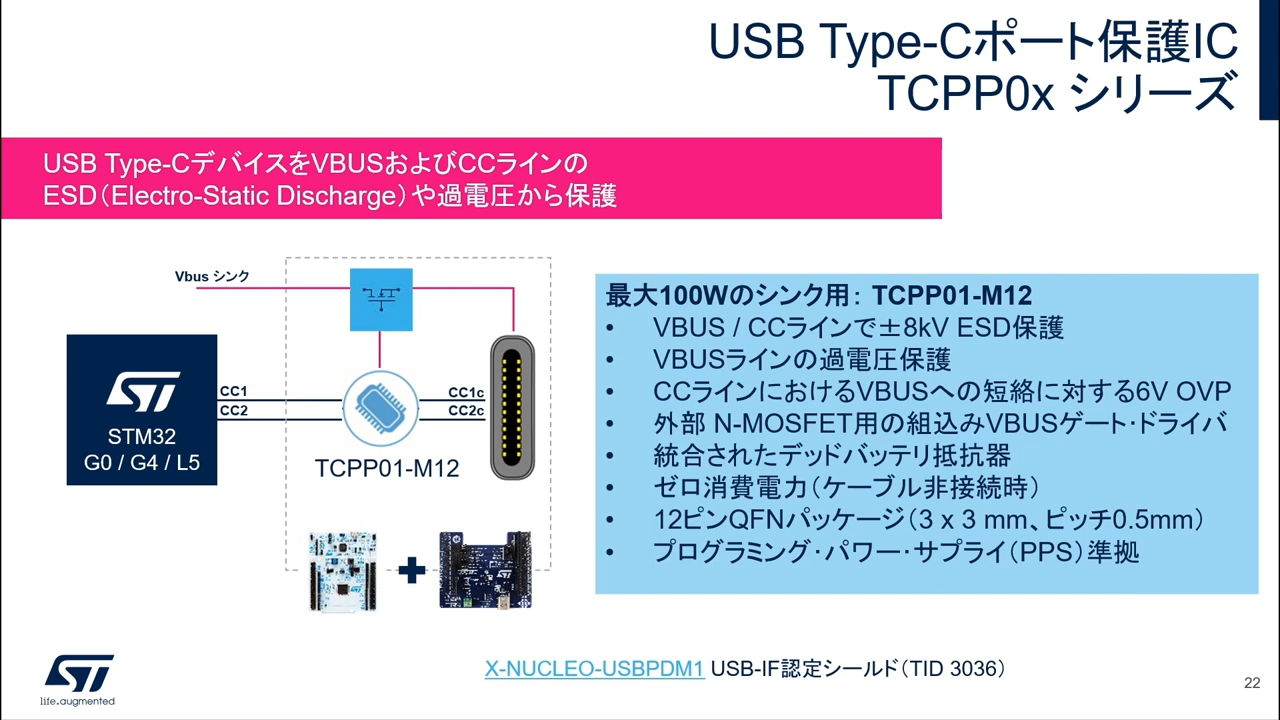 USB Type-Cポート保護IC
TCPP0x シリーズ
USB Type-CデバイスをVBUSおよびCCラインの
ESD（Electro-Static Discharge）や過電圧から保護
Vbus シンク
ST
STM32
G0 / G4 / L5
CC1
CC2
CC1c
CC2c
TCPP01-M12
最大100Wのシンク用： TCPP01-M12
• VBUS / CCラインで±8kV ESD保護
• VBUSラインの過電圧保護
• CCラインにおけるVBUSへの短絡に対する6V OVP
• 外部 N-MOSFET用の組込みVBUSゲート・ドライバ
• 統合されたデッドバッテリ抵抗器
• ゼロ消費電力（ケーブル非接続時）
• 12ピンQFNパッケージ（3 x 3 mm、ピッチ0.5mm）
• プログラミング・パワー・サプライ（PPS）準拠
X-NUCLEO-USBPDM1 USB-IF認定シールド（TID 3036）
ST
life.augmented
22